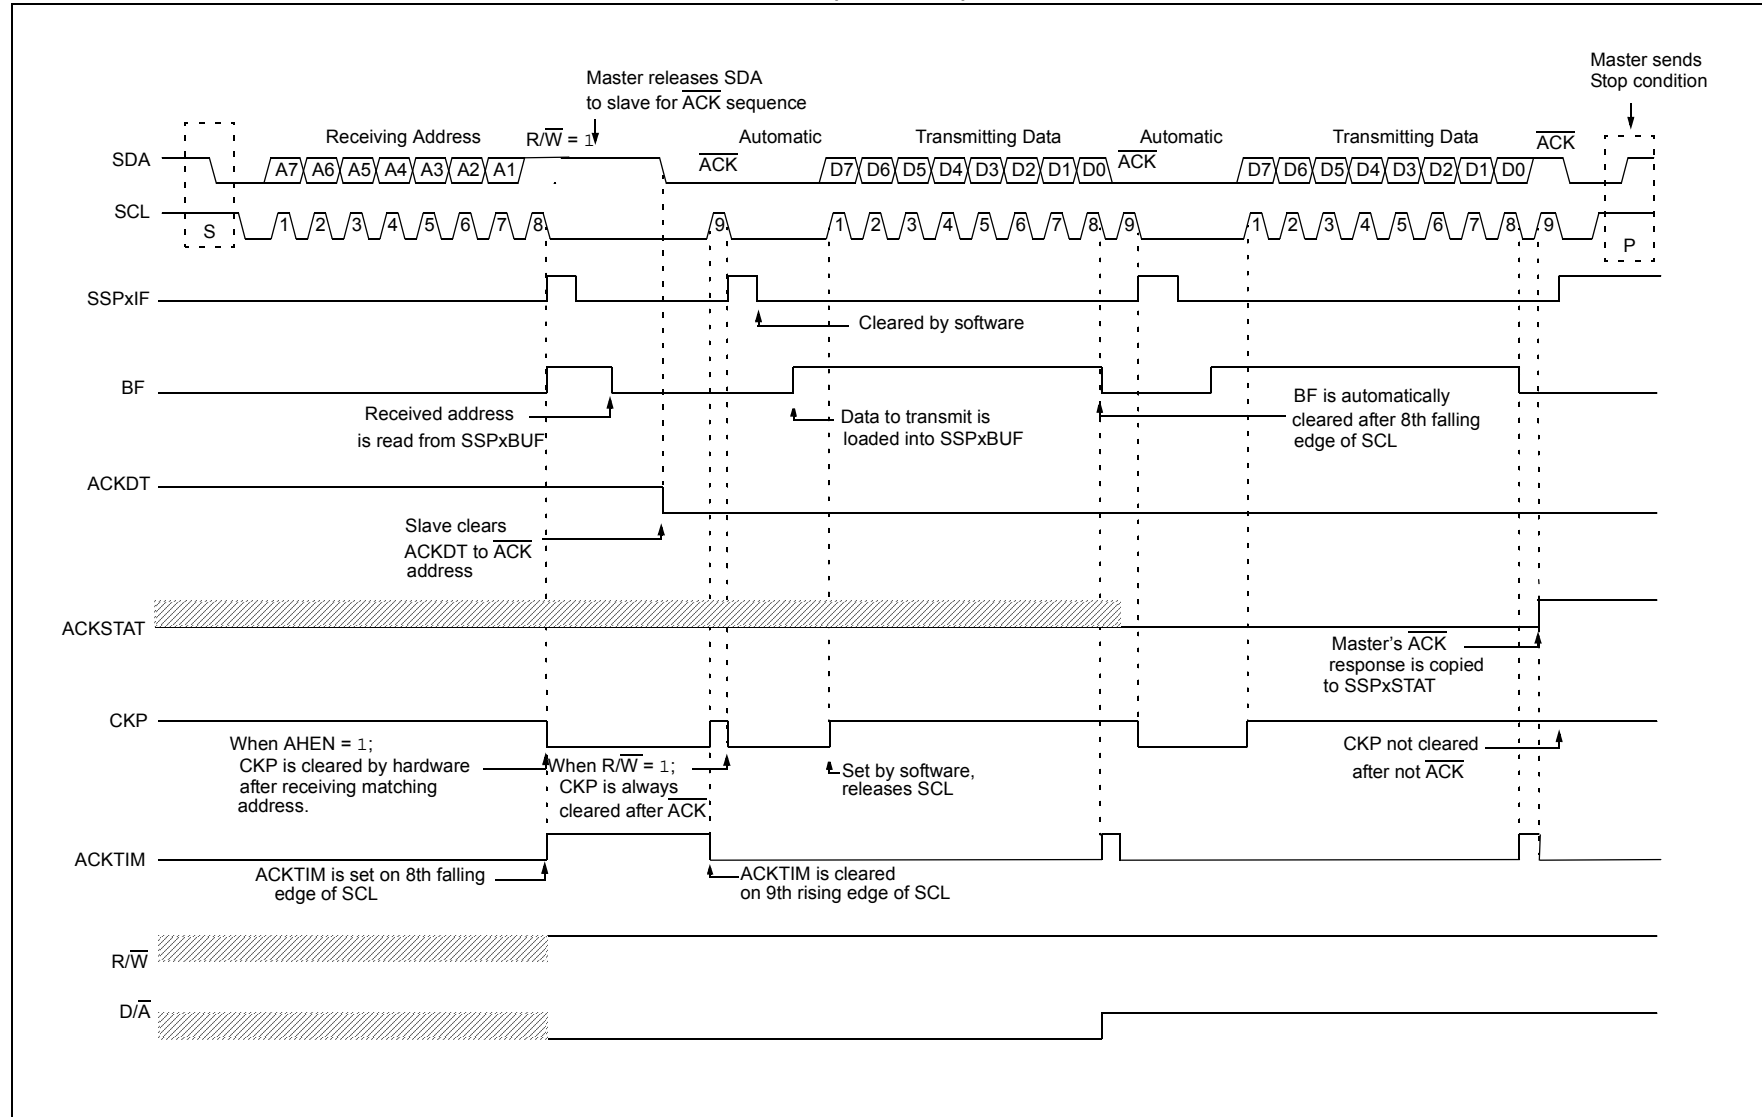 Master releases SDA
to slave for ACK sequence
Master sends
Stop condition
Receiving Address
R/W = 1
Automatic
Transmitting Data
Automatic
Transmitting Data
ACK
SDA
ACK
ACK
A7 A6 A5 A4 A3 A2 A1
D7 D6 D5 D4 D3 D2 D1 D0
D7 D6 D5 D4 D3 D2 D1 D0
SCL
S
1 2 3 4 5 6 7 8 9
1 2 3 4 5 6 7 8 9
1 2 3 4 5 6 7 8 9
P
SSPxIF
Cleared by software
BF
Received address
is read from SSPxBUF
Data to transmit is
loaded into SSPxBUF
BF is automatically
cleared after 8th falling
edge of SCL
ACKDT
Slave clears
ACKDT to ACK
address
ACKSTAT
Master's ACK
response is copied
to SSPxSTAT
CKP
When AHEN = 1;
CKP is cleared by hardware
after receiving matching
address.
When R/W = 1;
CKP is always
cleared after ACK
Set by software,
releases SCL
CKP not cleared
after not ACK
ACKTIM
ACKTIM is set on 8th falling
edge of SCL
ACKTIM is cleared
on 9th rising edge of SCL
R/W
D/A